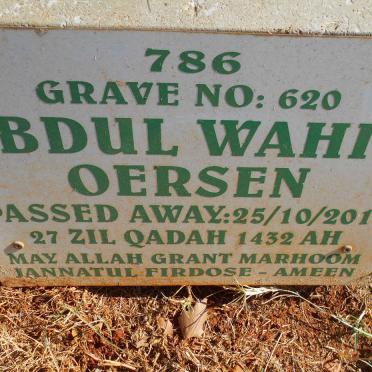 786
GRAVE NO: 620
BDUL WAHI
OERSEN
PASSED AWAY:25/10/201
27 ZIL QADAH 1432 AH
MAY ALLAH GRANT MARHOOM
JANNATUL FIRDOSE - AMEEN